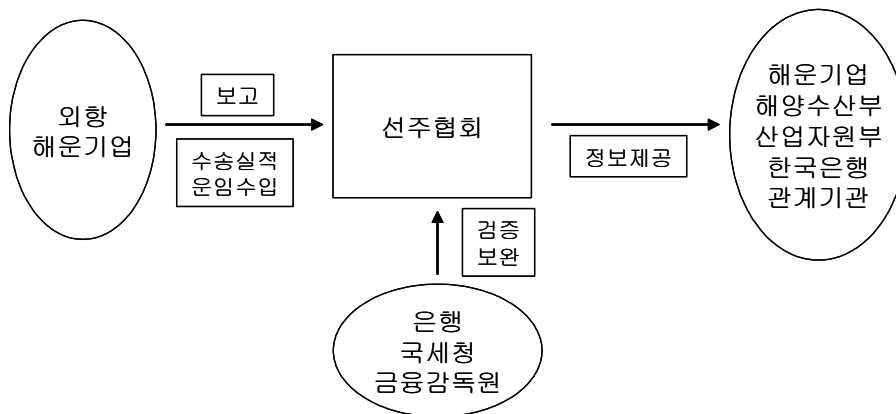 외항
해운기업
보고
수송실적
운임수입
선주협회
정보제공
해운기업
해양수산부
산업자원부
한국은행
관계기관
검증
보완
은행
국세청
금융감독원